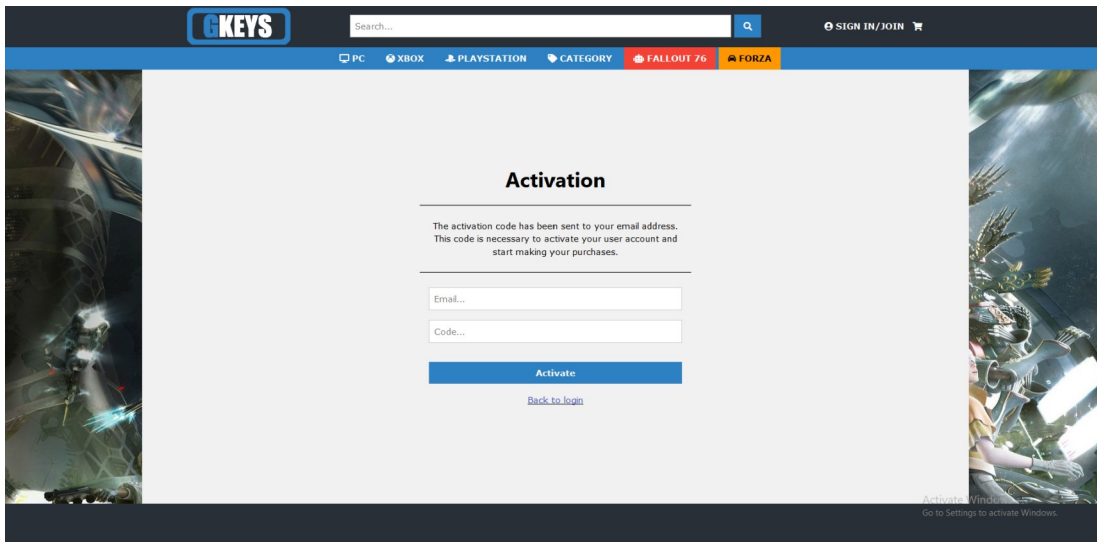 GKEYS
Search...
SIGN IN/JOIN
PC XBOX PLAYSTATION CATEGORY FALLOUT 76 FORZA
Activation
The activation code has been sent to your email address.
This code is necessary to activate your user account and
start making your purchases.
Email...
Code...
Activate
Back to login
Activate Windows
Go to Settings to activate Windows.